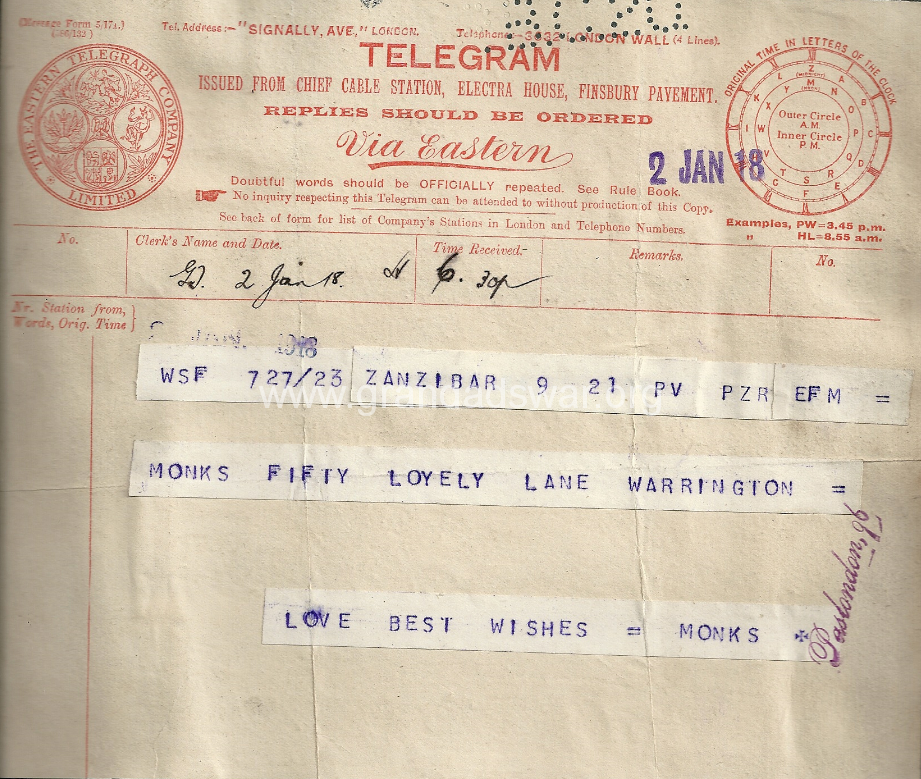 Tel. Address:-"SIGNALLY, AVE," LONDON. Telephone:-3032 LONDON WALL (4 Lines).
TELEGRAM
ISSUED FROM CHIEF CABLE STATION, ELECTRA HOUSE, FINSBURY PAVEMENT.
REPLIES SHOULD BE ORDERED
Via Eastern
THE EASTERN TELEGRAPH COMPANY
LIMITED
ORIGINAL TIME IN LETTERS OF THE CLOCK
Outer Circle
A.M.
Inner Circle
P.M.
2 JAN 18
Doubtful words should be OFFICIALLY repeated. See Rule Book.
No inquiry respecting this Telegram can be attended to without production of this Copy.
See back of form for list of Company's Stations in London and Telephone Numbers.
Examples, PW=3.45 p.m.
" HL=8.55 a.m.
No. Clerk's Name and Date. Time Received.- Remarks. No.
2 Jan 18. 6.30p
Nr. Station from,
Words, Orig. Time
1918
WSF 727/23 ZANZIBAR 9 21 PV PZR EFM =
www.grandadswar.org
MONKS FIFTY LOYELY LANE WARRINGTON =
LOVE BEST WISHES = MONKS